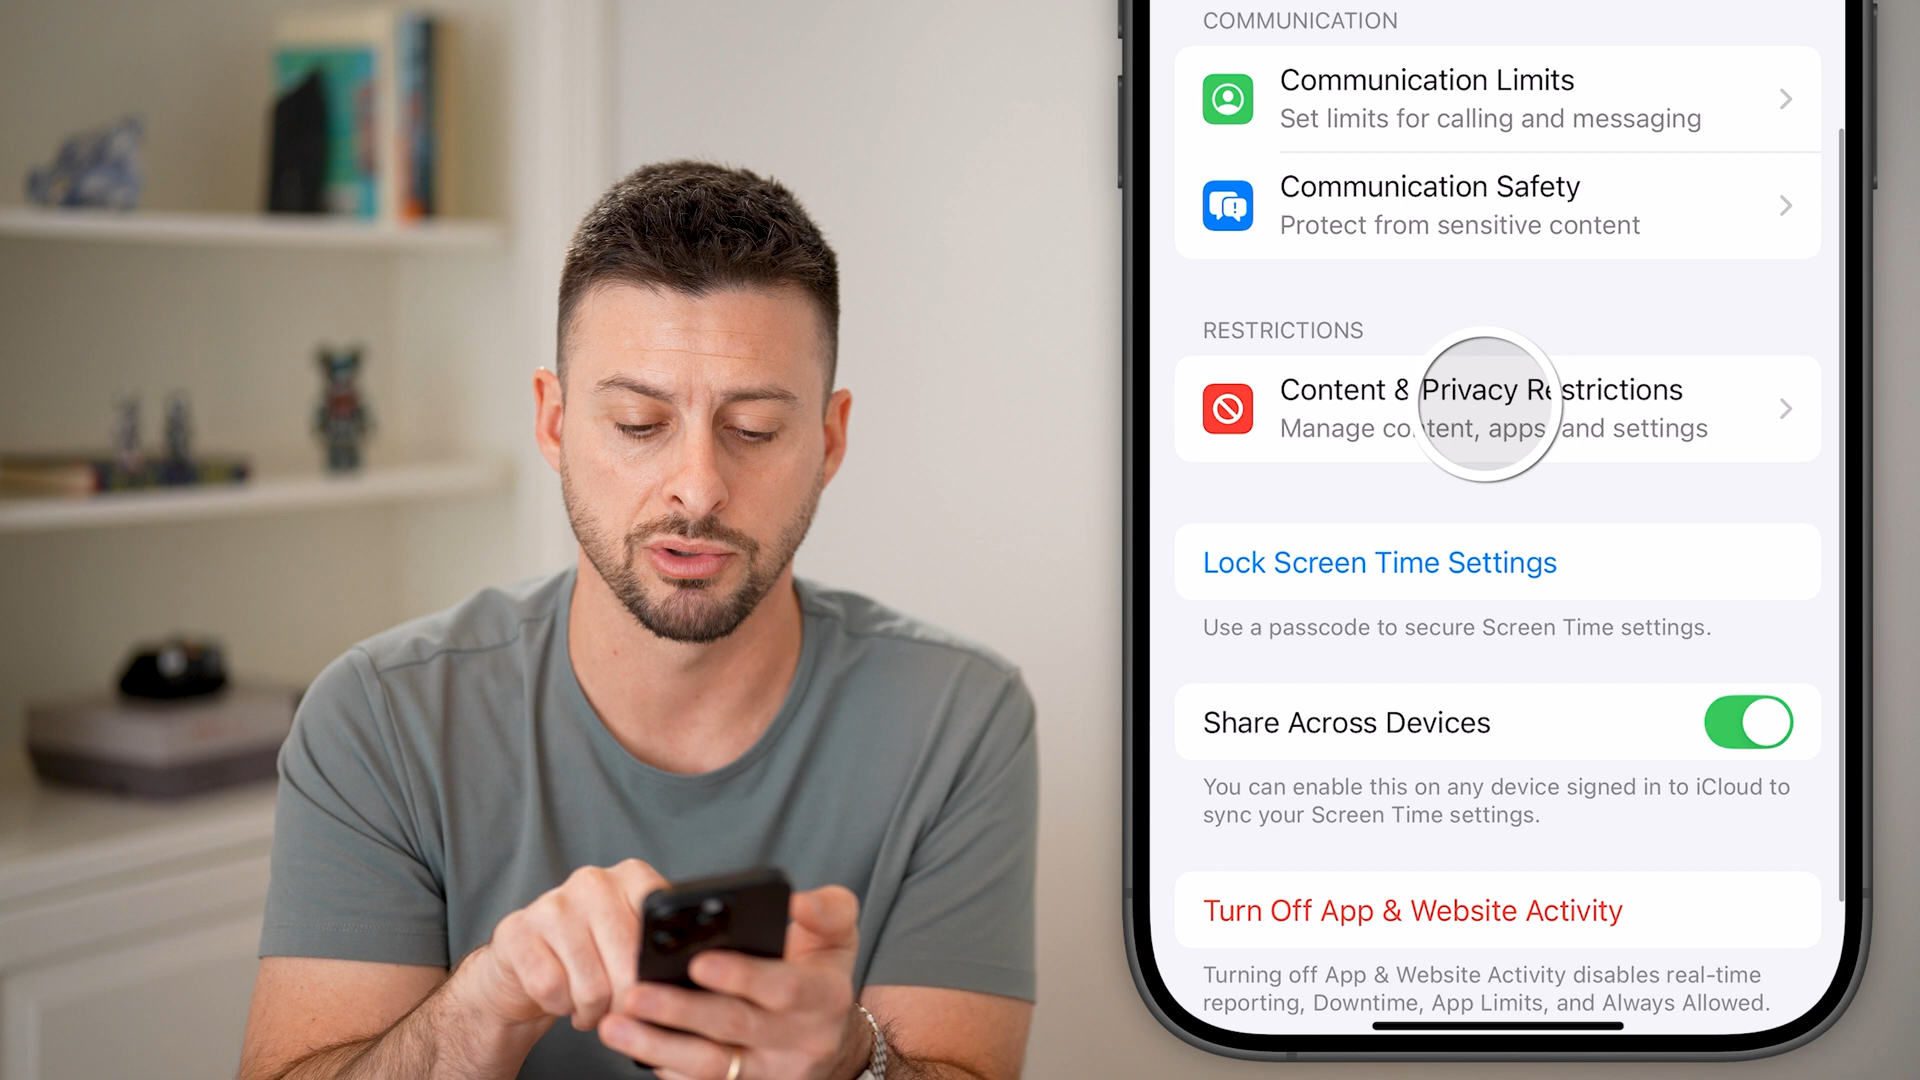 COMMUNICATION
Communication Limits
Set limits for calling and messaging
Communication Safety
Protect from sensitive content
RESTRICTIONS
Content & Privacy Restrictions
Manage content, apps and settings
Lock Screen Time Settings
Use a passcode to secure Screen Time settings.
Share Across Devices
You can enable this on any device signed in to iCloud to
sync your Screen Time settings.
Turn Off App & Website Activity
Turning off App & Website Activity disables real-time
reporting, Downtime, App Limits, and Always Allowed.